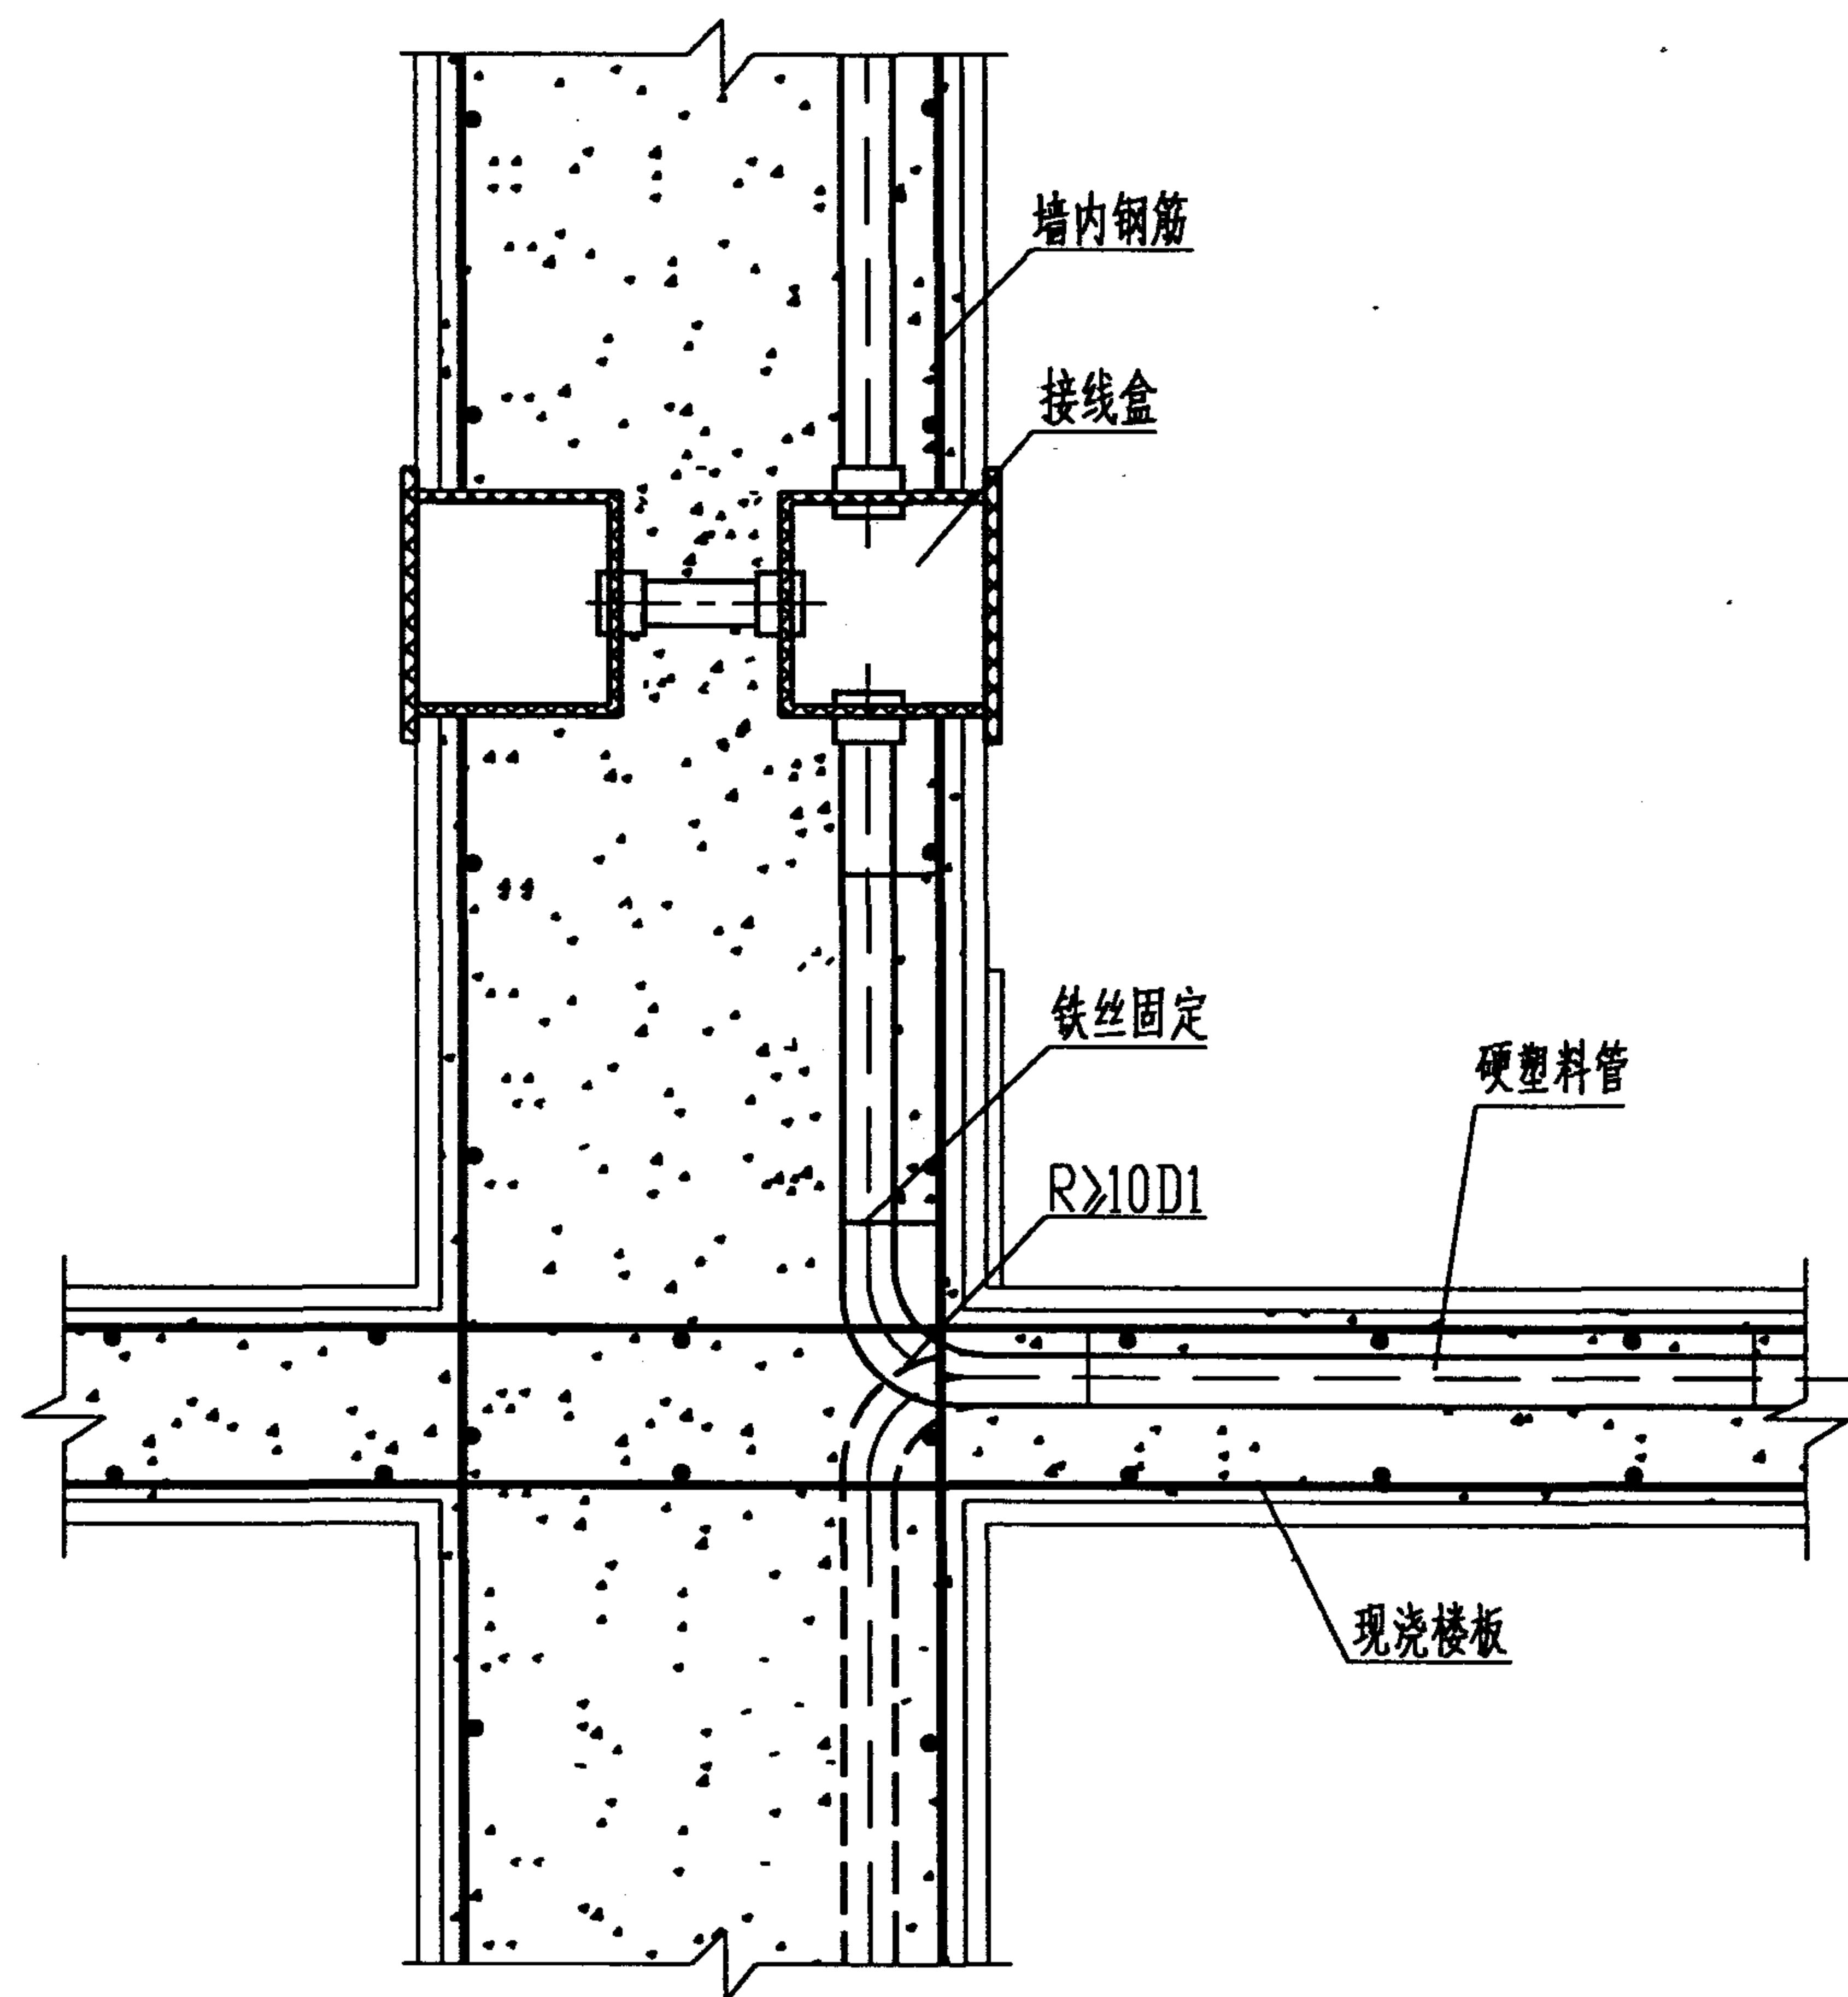 墙内钢筋
接线盒
铁丝固定
硬塑料管
R≥10D1
现浇楼板